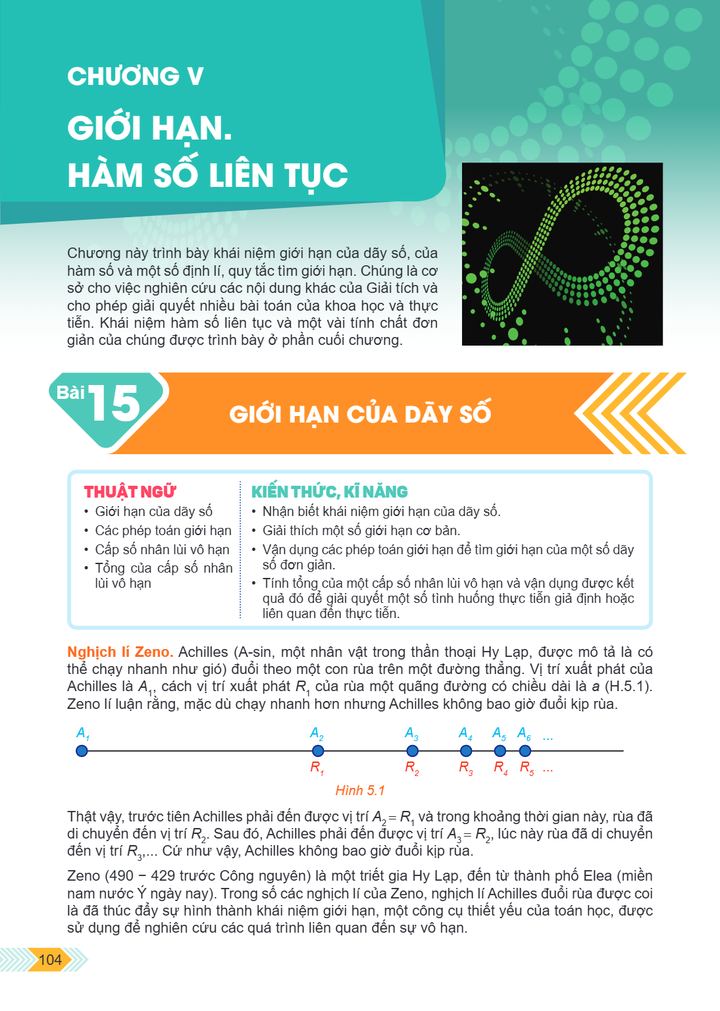 CHƯƠNG V
GIỚI HẠN.
HÀM SỐ LIÊN TỤC
Chương này trình bày khái niệm giới hạn của dãy số, của
hàm số và một số định lí, quy tắc tìm giới hạn. Chúng là cơ
sở cho việc nghiên cứu các nội dung khác của Giải tích và
cho phép giải quyết nhiều bài toán của khoa học và thực
tiễn. Khái niệm hàm số liên tục và một vài tính chất đơn
giản của chúng được trình bày ở phần cuối chương.
Bài 15
GIỚI HẠN CỦA DÃY SỐ
THUẬT NGỮ
• Giới hạn của dãy số
• Các phép toán giới hạn
• Cấp số nhân lùi vô hạn
• Tổng của cấp số nhân
lùi vô hạn
KIẾN THỨC, KĨ NĂNG
• Nhận biết khái niệm giới hạn của dãy số.
• Giải thích một số giới hạn cơ bản.
• Vận dụng các phép toán giới hạn để tìm giới hạn của một số dãy
số đơn giản.
• Tính tổng của một cấp số nhân lùi vô hạn và vận dụng được kết
quả đó để giải quyết một số tình huống thực tiễn giả định hoặc
liên quan đến thực tiễn.
Nghịch lí Zeno. Achilles (A-sin, một nhân vật trong thần thoại Hy Lạp, được mô tả là có
thể chạy nhanh như gió) đuổi theo một con rùa trên một đường thẳng. Vị trí xuất phát của
Achilles là A₁, cách vị trí xuất phát R₁ của rùa một quãng đường có chiều dài là a (H.5.1).
Zeno lí luận rằng, mặc dù chạy nhanh hơn nhưng Achilles không bao giờ đuổi kịp rùa.
A₁ A₂ A₃ A₄ A₅ A₆ ...
R₁ R₂ R₃ R₄ R₅ ...
Hình 5.1
Thật vậy, trước tiên Achilles phải đến được vị trí A₂ = R₁ và trong khoảng thời gian này, rùa đã
di chuyển đến vị trí R₂. Sau đó, Achilles phải đến được vị trí A₃ = R₂, lúc này rùa đã di chuyển
đến vị trí R₃,... Cứ như vậy, Achilles không bao giờ đuổi kịp rùa.
Zeno (490 − 429 trước Công nguyên) là một triết gia Hy Lạp, đến từ thành phố Elea (miền
nam nước Ý ngày nay). Trong số các nghịch lí của Zeno, nghịch lí Achilles đuổi rùa được coi
là đã thúc đẩy sự hình thành khái niệm giới hạn, một công cụ thiết yếu của toán học, được
sử dụng để nghiên cứu các quá trình liên quan đến sự vô hạn.
104